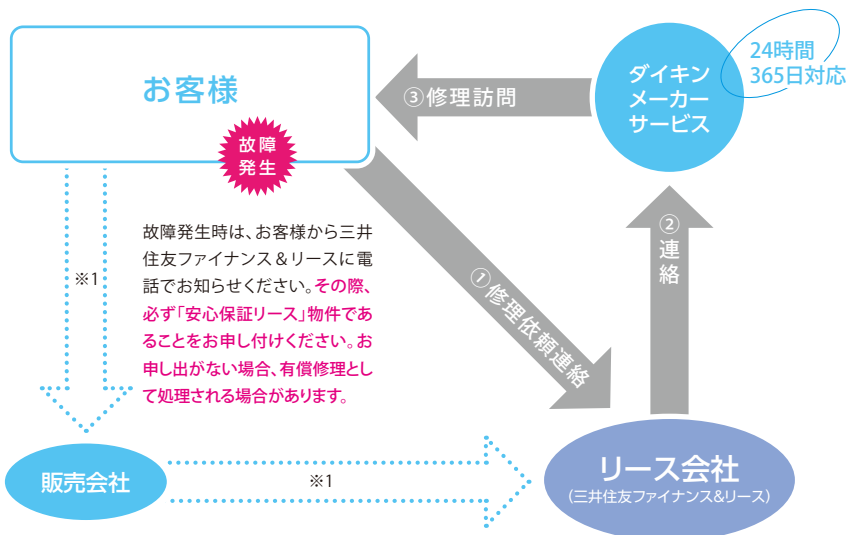 お客様
故障
発生
③修理訪問
ダイキン
メーカー
サービス
24時間
365日対応
故障発生時は、お客様から三井
住友ファイナンス＆リースに電
話でお知らせください。その際、
必ず「安心保証リース」物件であ
ることをお申し付けください。お
申し出がない場合、有償修理とし
て処理される場合があります。
※1
①修理依頼連絡
②連絡
販売会社
※1
リース会社
（三井住友ファイナンス&リース）